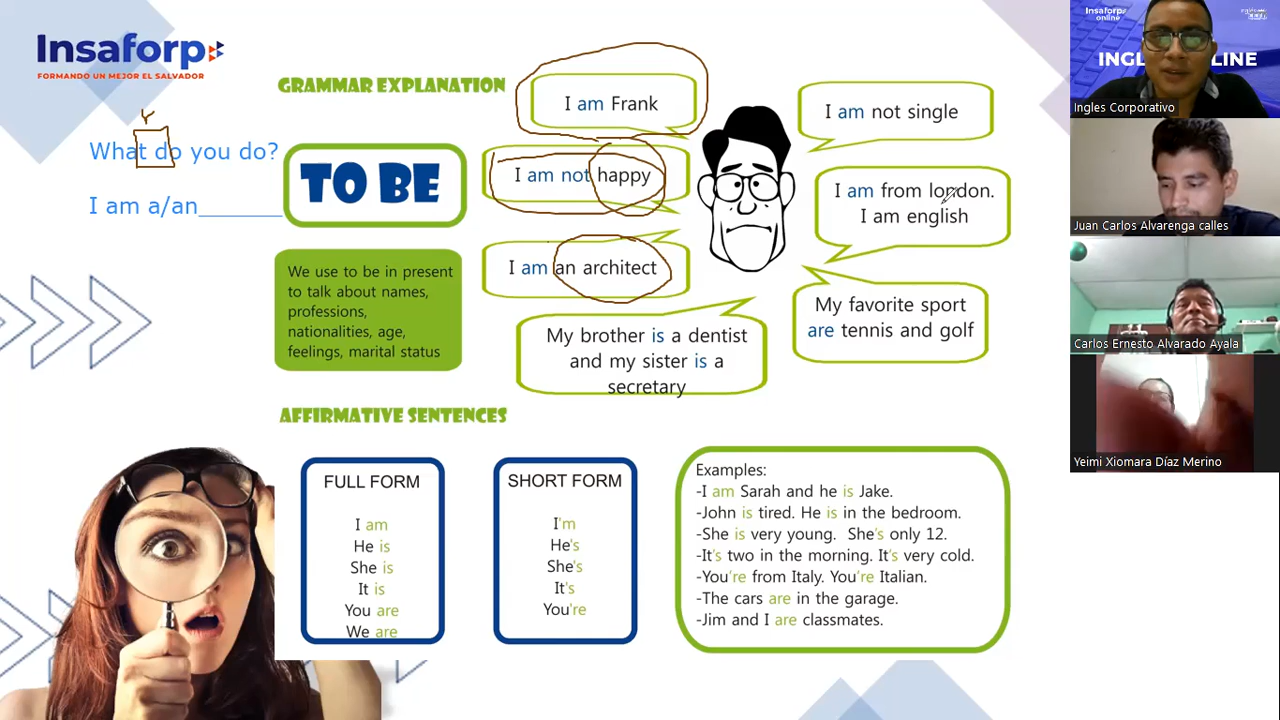 Insaforp
FORMANDO UN MEJOR EL SALVADOR
GRAMMAR EXPLANATION
Y
What do you do?
I am a/an_______
TO BE
We use to be in present
to talk about names,
professions,
nationalities, age,
feelings, marital status
I am Frank
I am not happy
I am an architect
My brother is a dentist
and my sister is a
secretary
I am not single
I am from london.
I am english
My favorite sport
are tennis and golf
AFFIRMATIVE SENTENCES
FULL FORM
I am
He is
She is
It is
You are
We are
SHORT FORM
I'm
He's
She's
It's
You're
Examples:
-I am Sarah and he is Jake.
-John is tired. He is in the bedroom.
-She is very young. She's only 12.
-It's two in the morning. It's very cold.
-You're from Italy. You're Italian.
-The cars are in the garage.
-Jim and I are classmates.
Insaforp
online
Ingles Corporativo
Juan Carlos Alvarenga calles
Carlos Ernesto Alvarado Ayala
Yeimi Xiomara Díaz Merino